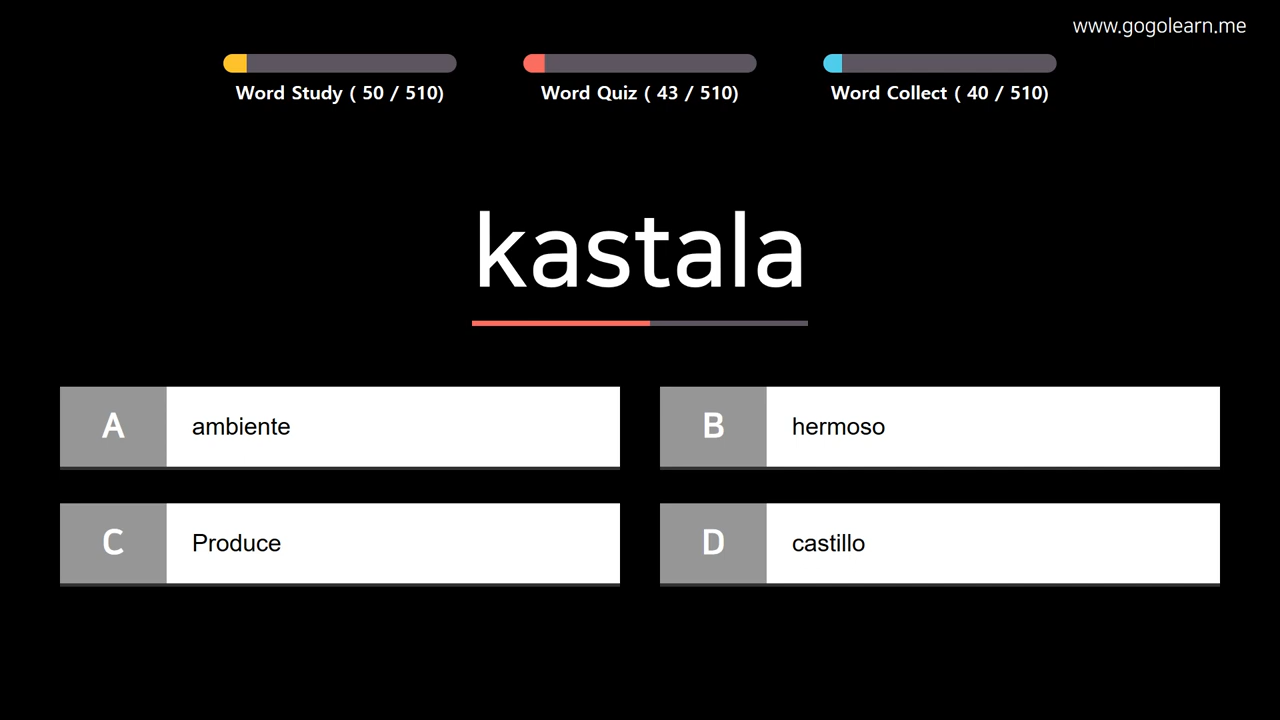 www.gogolearn.me
Word Study ( 50 / 510)
Word Quiz ( 43 / 510)
Word Collect ( 40 / 510)
kastala
A ambiente
B hermoso
C Produce
D castillo